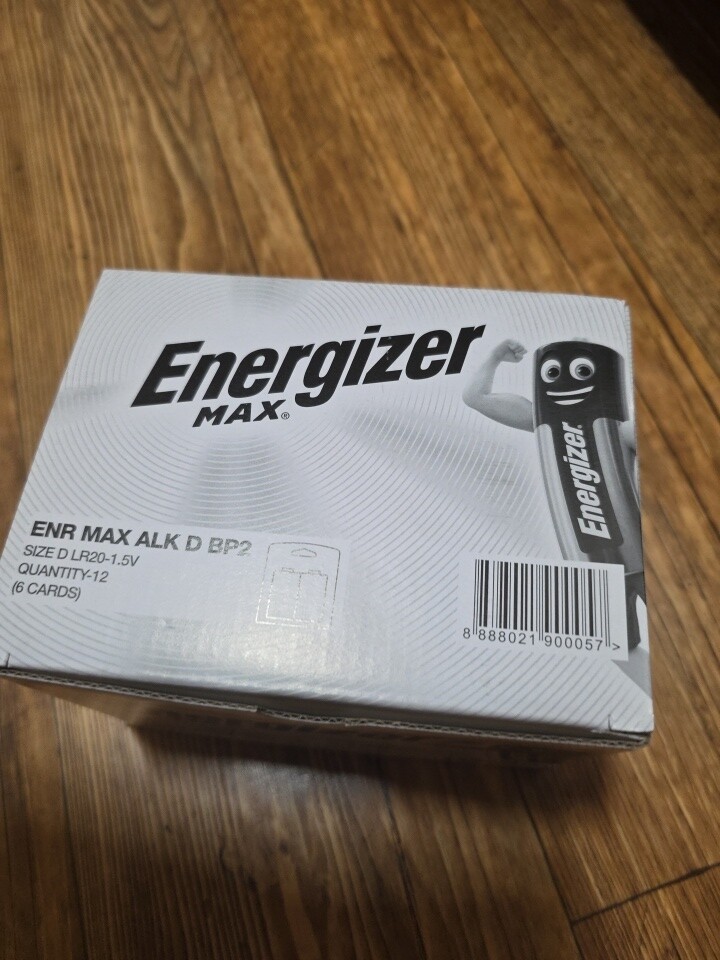 Energizer
MAX®
Energizer
ENR MAX ALK D BP2
SIZE D LR20-1.5V
QUANTITY-12
(6 CARDS)
8 888021 900057 >